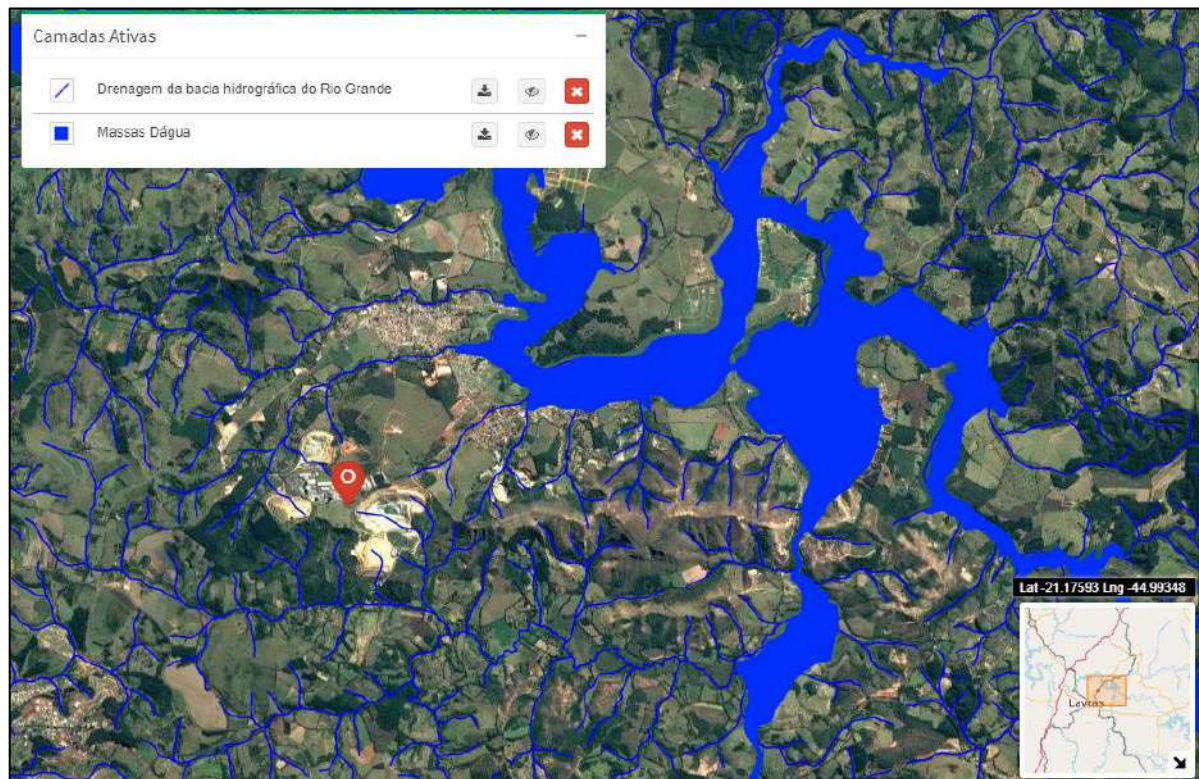 Camadas Ativas
Drenagem da bacia hidrográfica do Rio Grande
Massas Dágua
Lat -21.17593 Lng -44.99348
Lavras